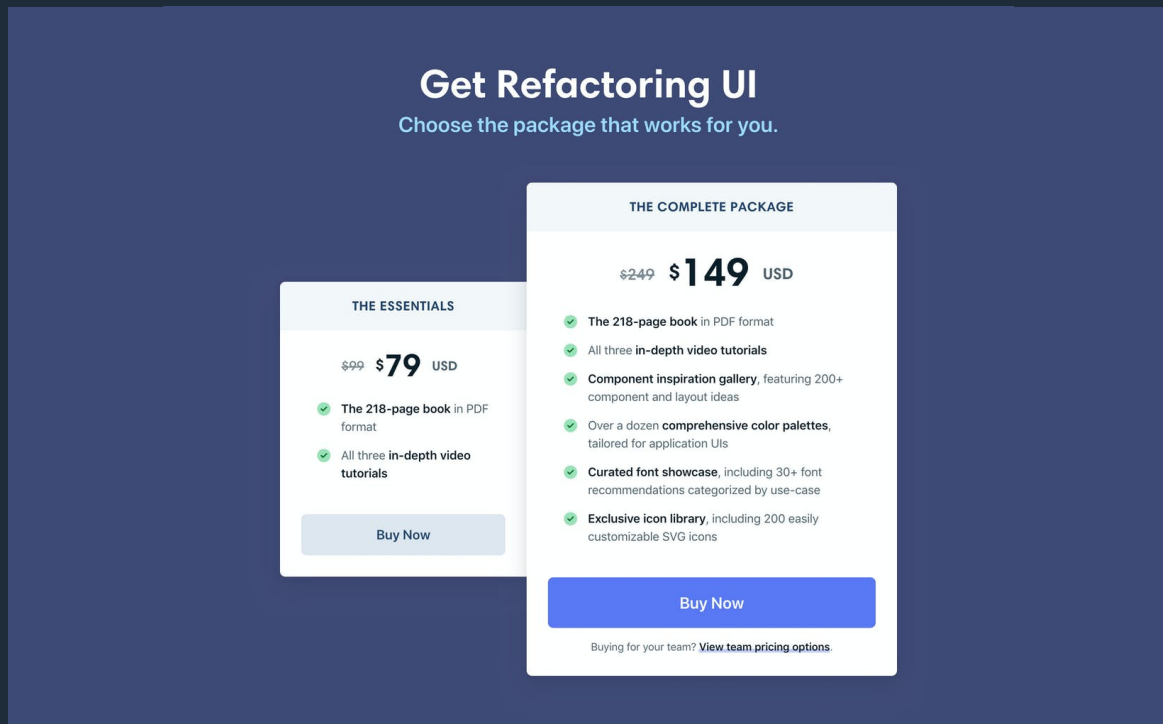 Get Refactoring UI
Choose the package that works for you.
THE ESSENTIALS
$99 $79 USD
The 218-page book in PDF
format
All three in-depth video
tutorials
Buy Now
THE COMPLETE PACKAGE
$249 $149 USD
The 218-page book in PDF format
All three in-depth video tutorials
Component inspiration gallery, featuring 200+
component and layout ideas
Over a dozen comprehensive color palettes,
tailored for application UIs
Curated font showcase, including 30+ font
recommendations categorized by use-case
Exclusive icon library, including 200 easily
customizable SVG icons
Buy Now
Buying for your team? View team pricing options.